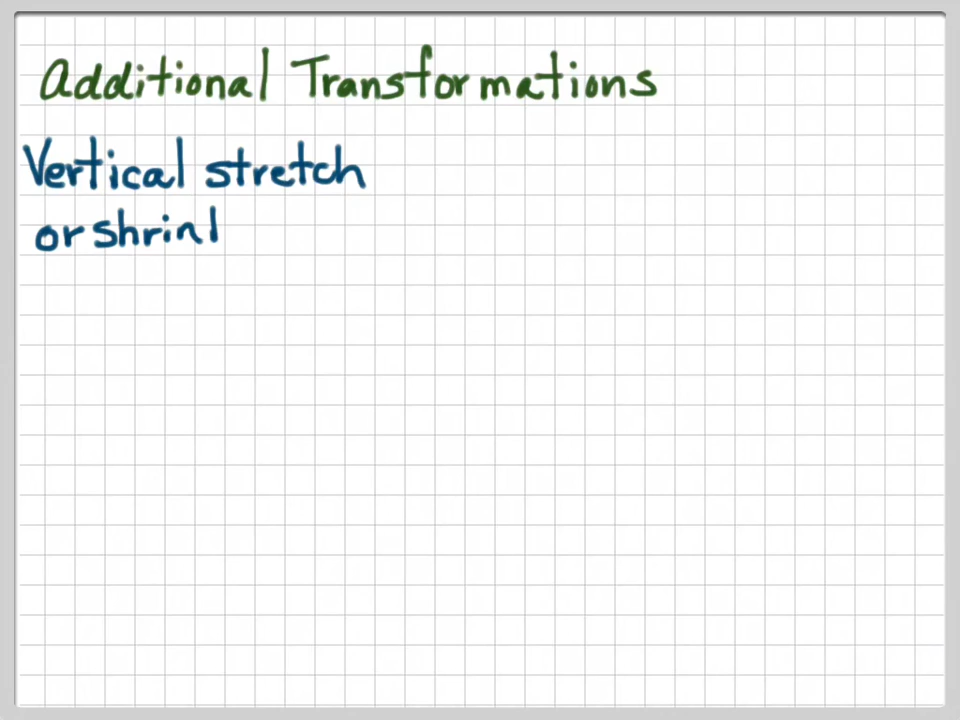 Additional Transformations
Vertical stretch
or shrinl